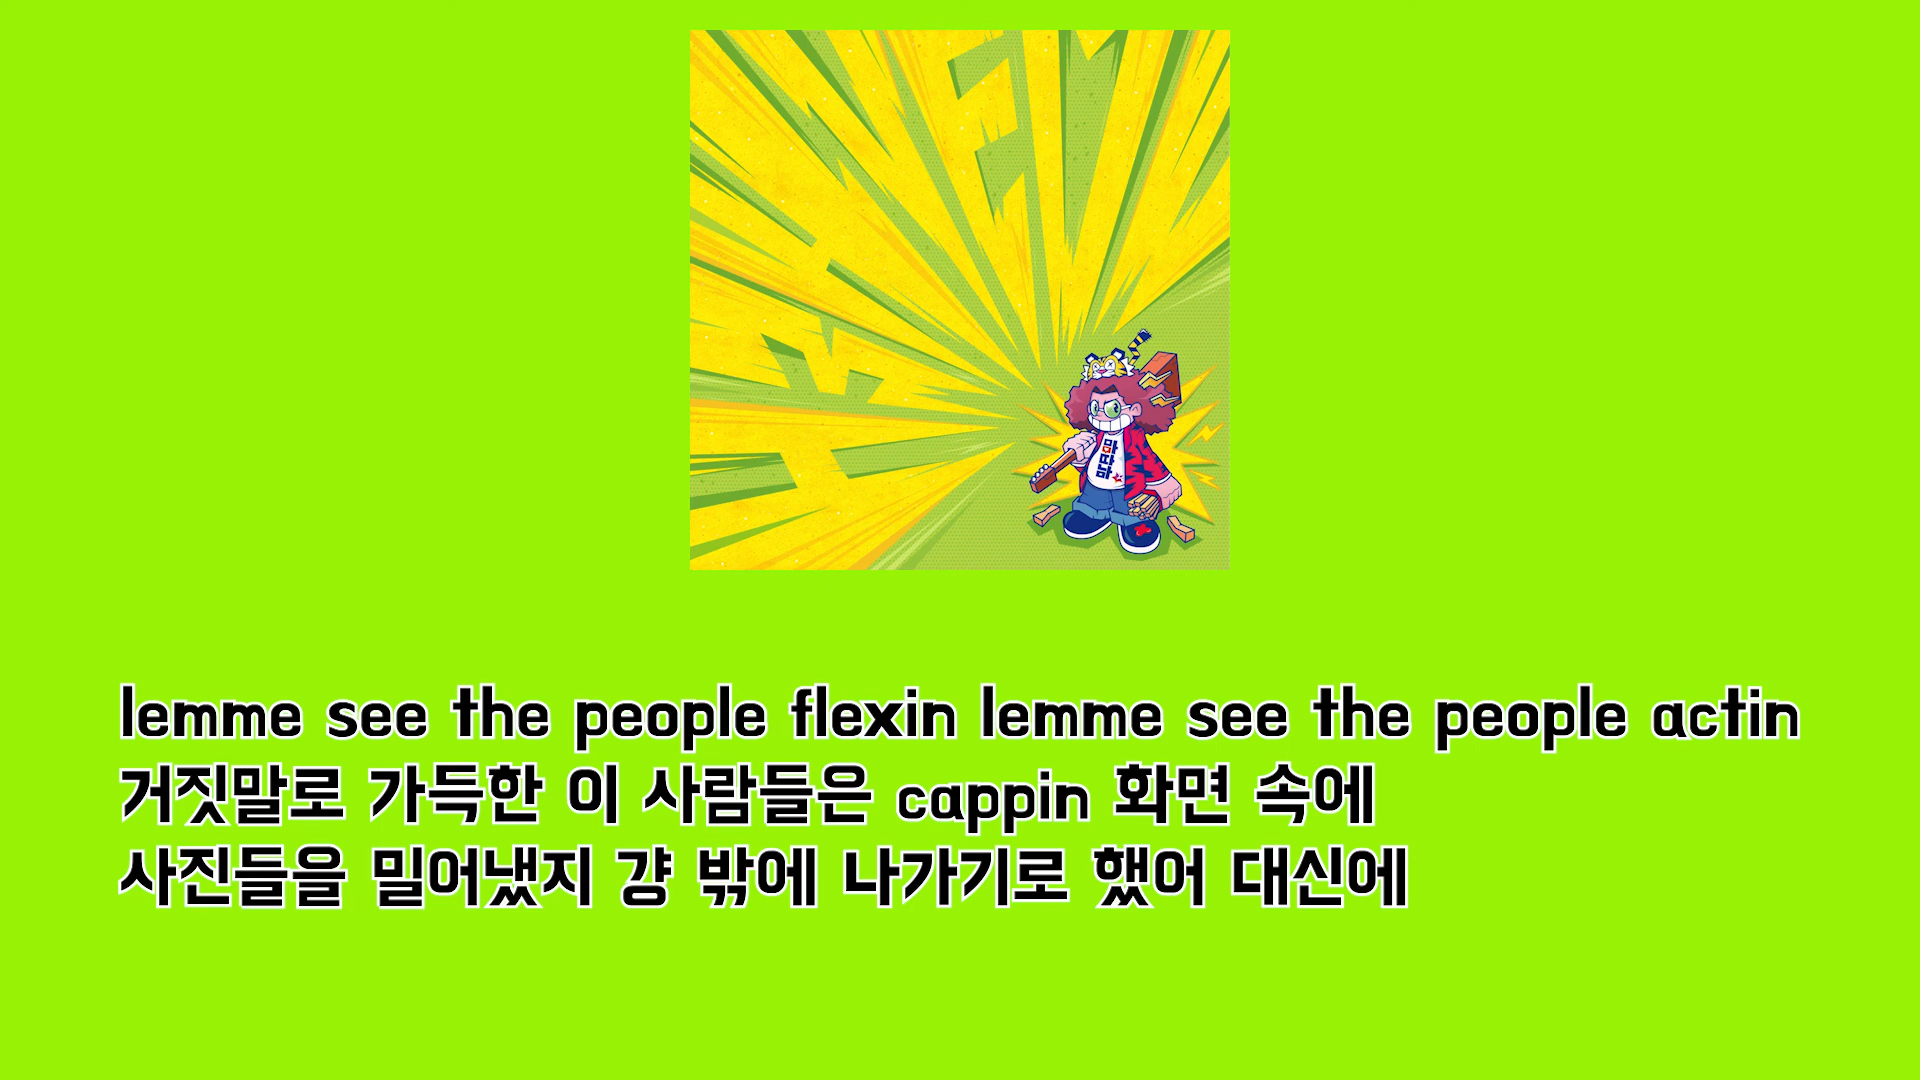 lemme see the people flexin lemme see the people actin
거짓말로 가득한 이 사람들은 cappin 화면 속에
사진들을 밀어냈지 걍 밖에 나가기로 했어 대신에